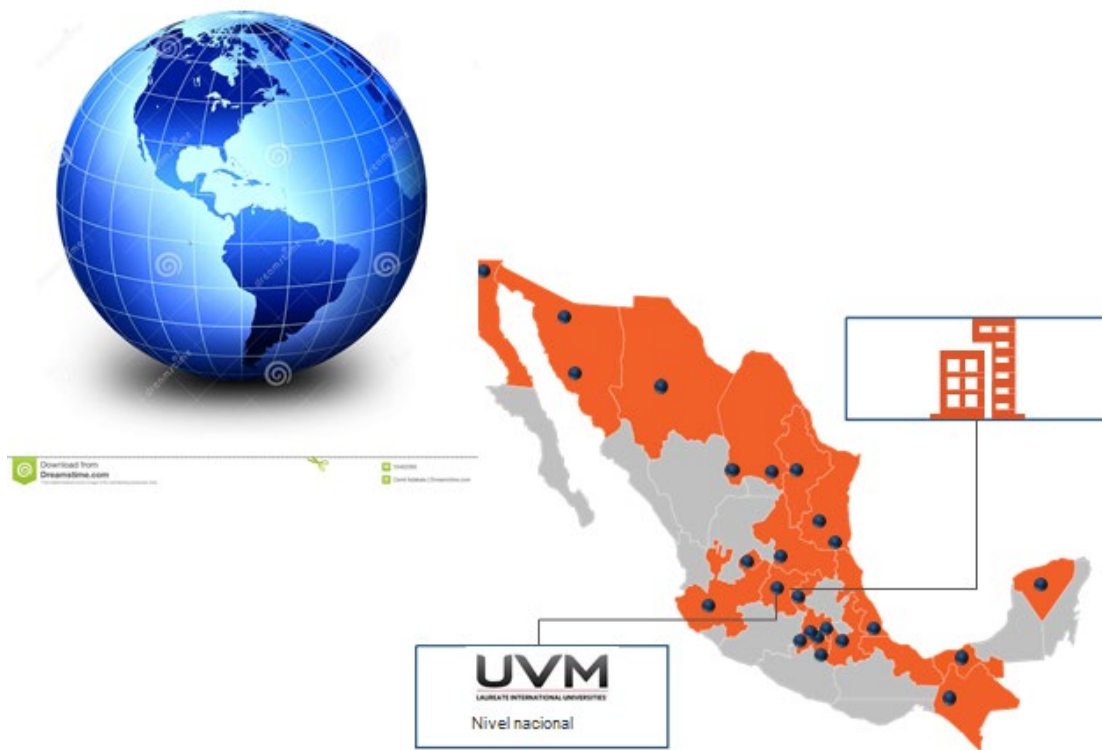 Download from
Dreamstime.com
UVM
LAUREATE INTERNATIONAL UNIVERSITIES
Nivel nacional